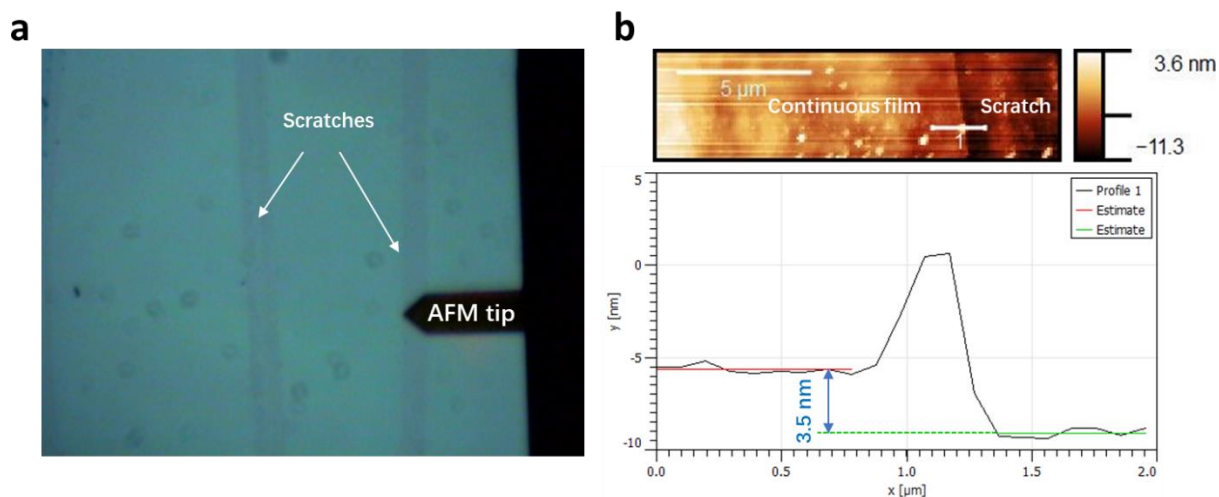 a
Scratches
AFM tip
b
5 µm
Continuous film
Scratch
1
3.6 nm
−11.3
5
0
-5
-10
y [nm]
Profile 1
Estimate
Estimate
3.5 nm
0.0
0.5
1.0
1.5
2.0
x [µm]